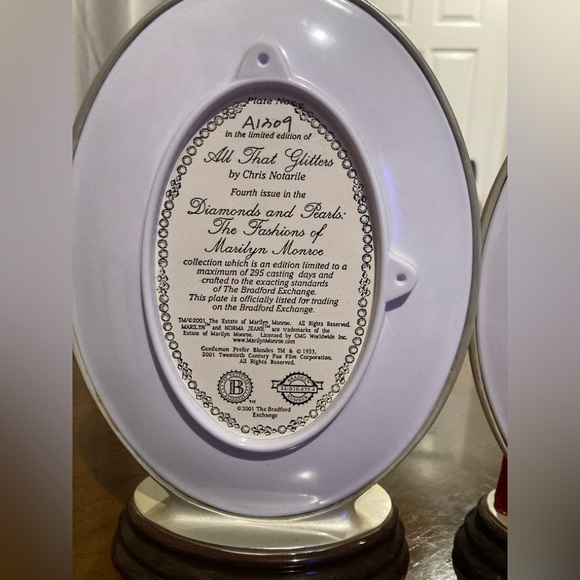 Plate No.
A1309
in the limited edition of
All That Glitters
by Chris Notarile
Fourth issue in the
Diamonds and Pearls:
The Fashions of
Marilyn Monroe
collection which is an edition limited to a
maximum of 295 casting days and
crafted to the exacting standards
of The Bradford Exchange.
This plate is officially listed for trading
on the Bradford Exchange.
TM/©2001 The Estate of Marilyn Monroe. All Rights Reserved.
MARILYN™ and NORMA JEANE™ are trademarks of the
Estate of Marilyn Monroe. Licensed by CMG Worldwide Inc.
www.MarilynMonroe.com
Gentlemen Prefer Blondes TM & © 1953,
2001 Twentieth Century Fox Film Corporation.
All Rights Reserved.
B
TM
©2001 The Bradford
Exchange